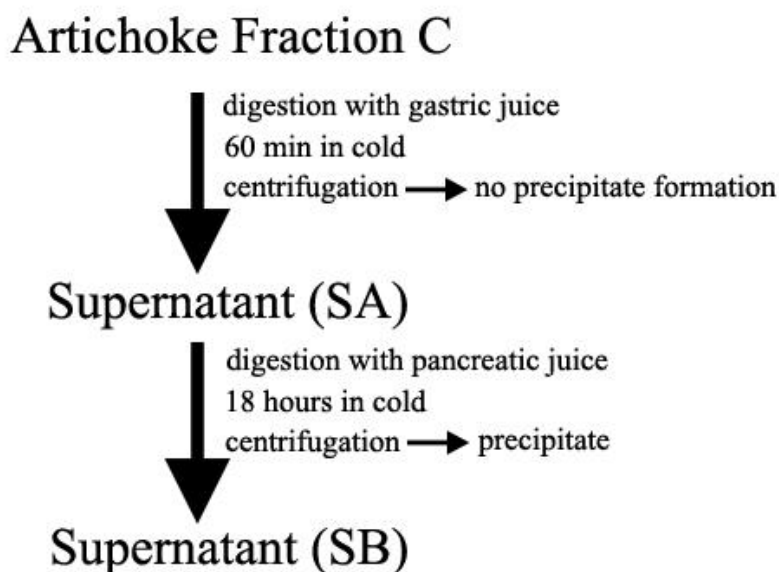 Artichoke Fraction C
digestion with gastric juice
60 min in cold
centrifugation no precipitate formation
Supernatant (SA)
digestion with pancreatic juice
18 hours in cold
centrifugation precipitate
Supernatant (SB)